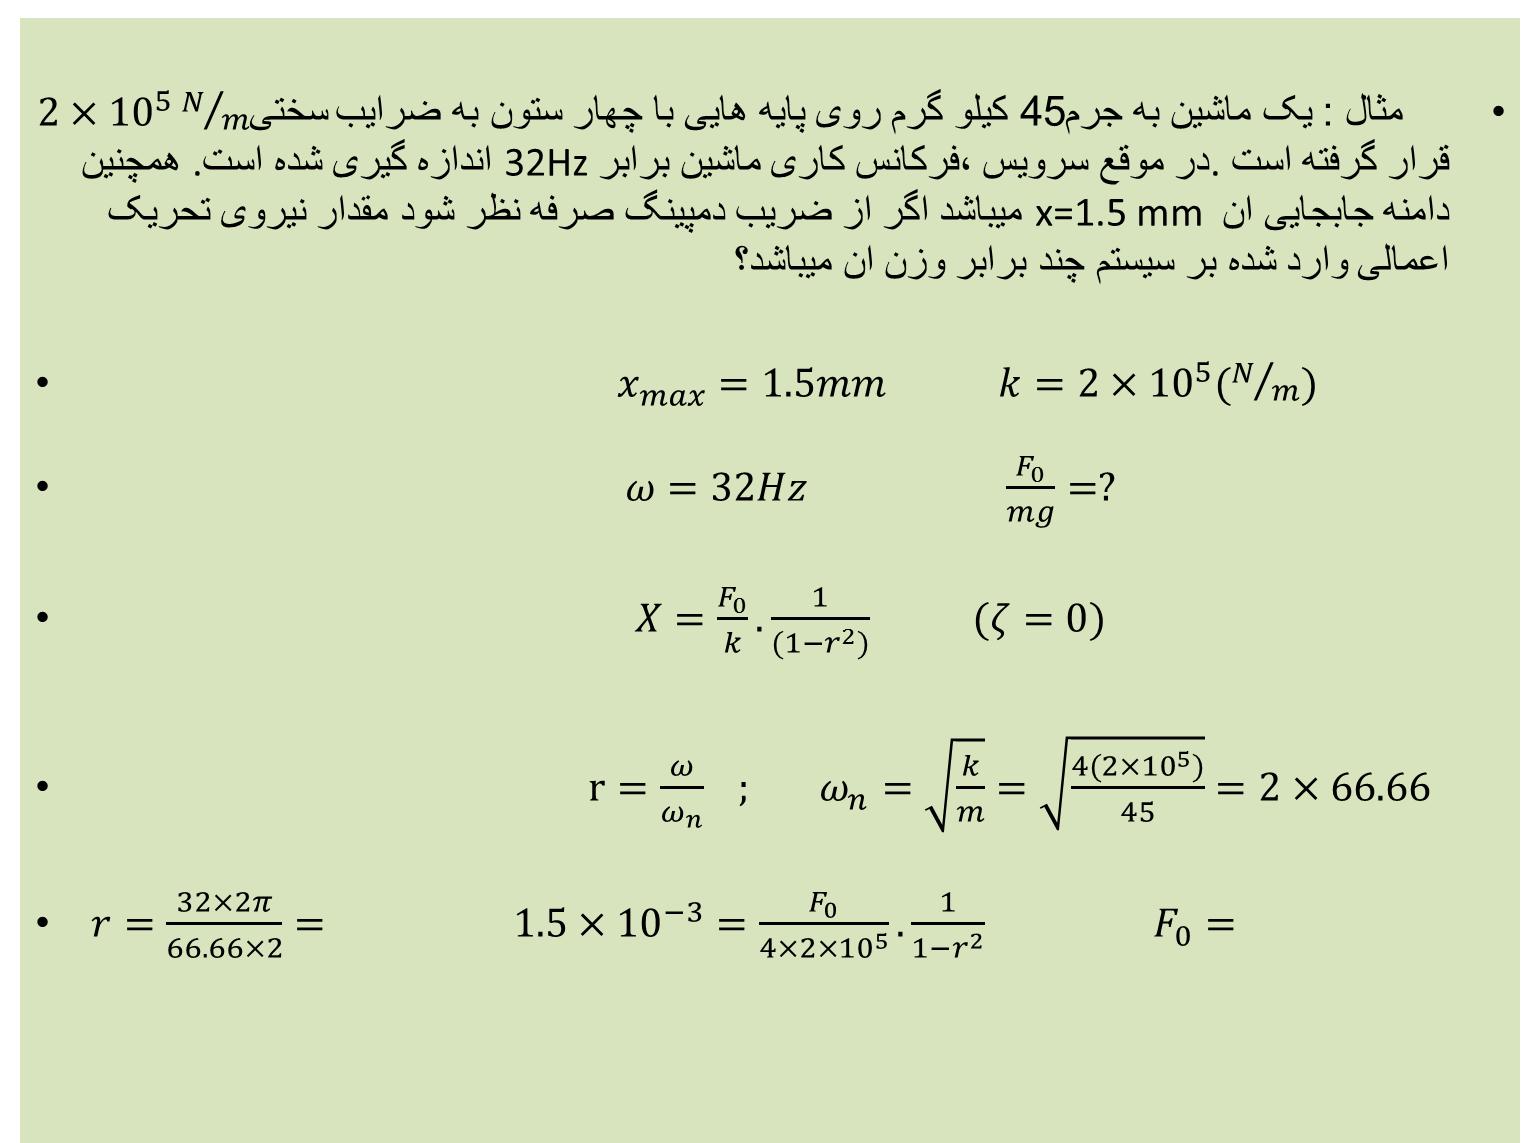 • مثال : یک ماشین به جرم45 کیلو گرم روی پایه هایی با چهار ستون به ضرایب سختی2 × 10⁵ N/m
قرار گرفته است .در موقع سرویس ،فرکانس کاری ماشین برابر 32Hz اندازه گیری شده است. همچنین
دامنه جابجایی ان x=1.5 mm میباشد اگر از ضریب دمپینگ صرفه نظر شود مقدار نیروی تحریک
اعمالی وارد شده بر سیستم چند برابر وزن ان میباشد؟
• x_max = 1.5mm k = 2 × 10⁵(N/m)
• ω = 32Hz F₀/mg =?
• X = F₀/k . 1/(1−r²) (ζ = 0)
• r = ω/ωₙ ; ωₙ = √(k/m) = √(4(2×10⁵)/45) = 2 × 66.66
• r = 32×2π/66.66×2 = 1.5 × 10⁻³ = F₀/4×2×10⁵ . 1/1−r² F₀ =